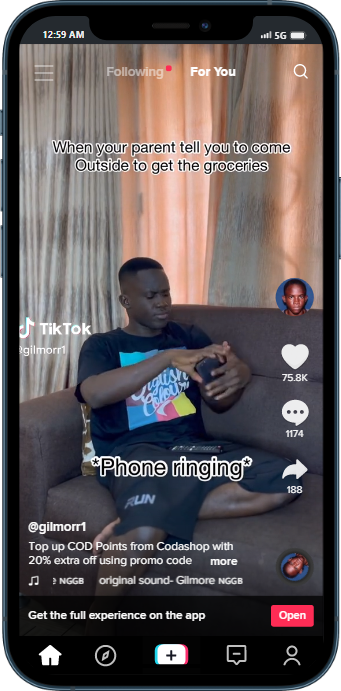 12:59 AM
5G
Following
For You
When your parent tell you to come
Outside to get the groceries
TikTok
@gilmorr1
75.8K
1174
*Phone ringing*
188
@gilmorr1
Top up COD Points from Codashop with
20% extra off using promo code more
NGGB original sound- Gilmore NGGB
Get the full experience on the app
Open